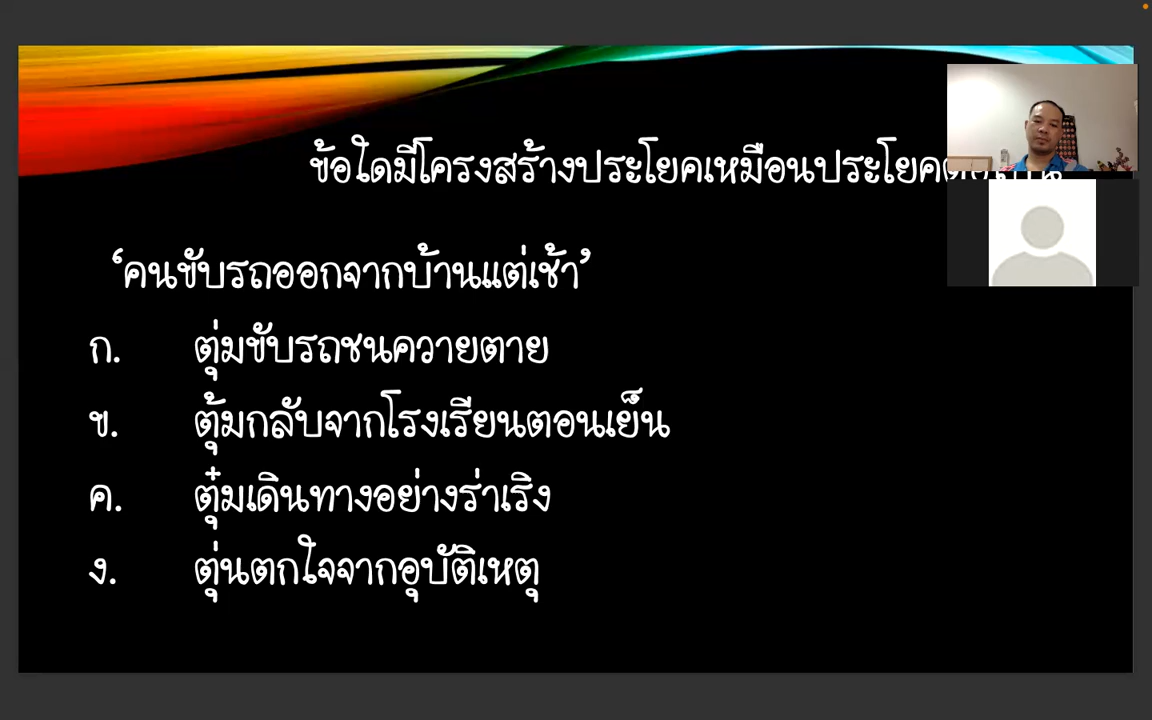 ข้อใดมีโครงสร้างประโยคเหมือนประโยค
‘คนขับรถออกจากบ้านแต่เช้า’
ก. ตุ่มขับรถชนควายตาย
ข. ตุ้มกลับจากโรงเรียนตอนเย็น
ค. ตุ๋มเดินทางอย่างร่าเริง
ง. ตุ่นตกใจจากอุบัติเหตุ